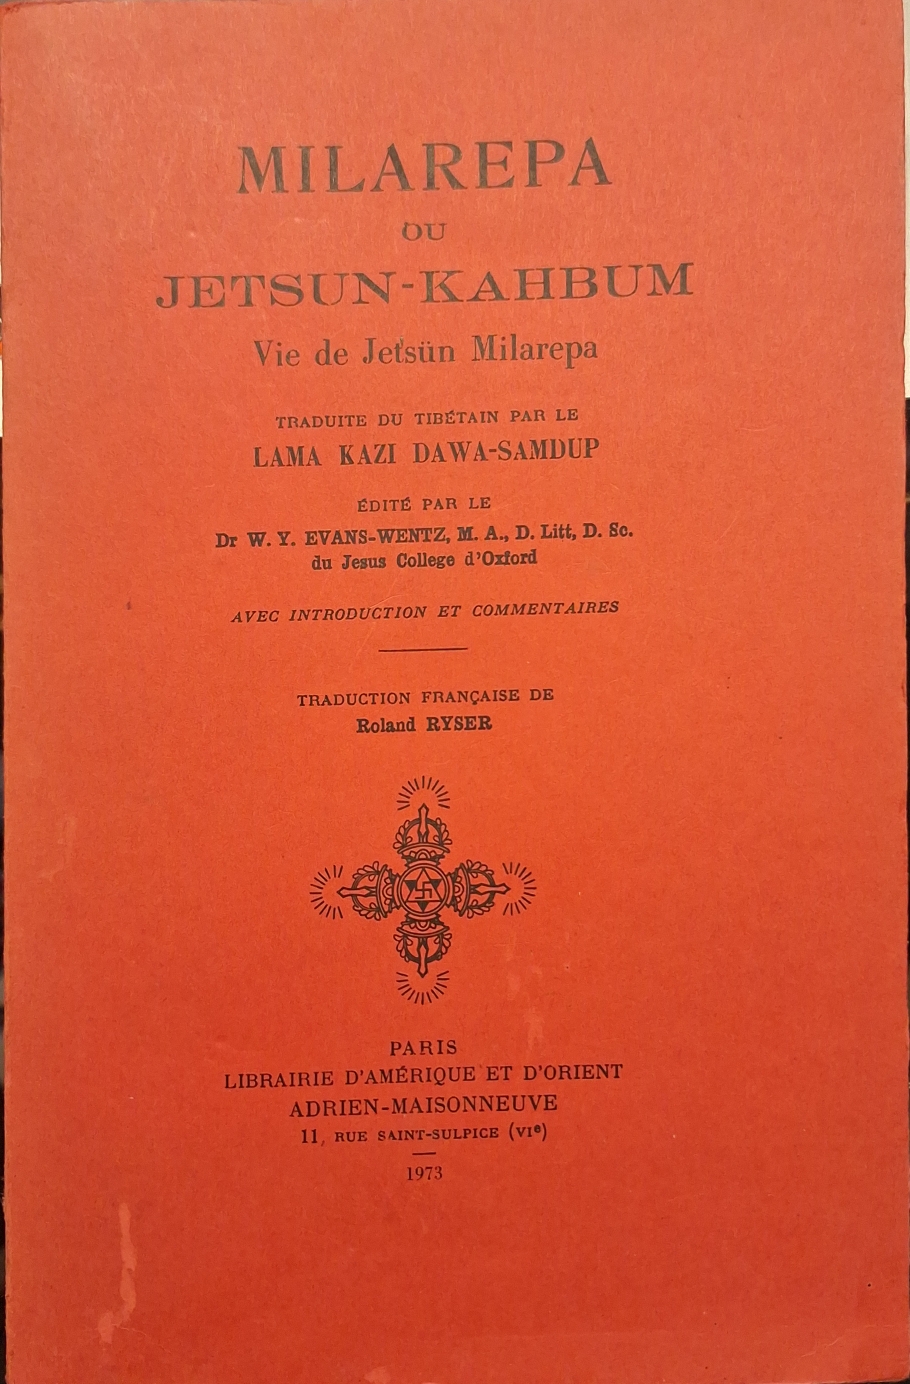 MILAREPA
OU
JETSUN-KAHBUM
Vie de Jetsün Milarepa
TRADUITE DU TIBÉTAIN PAR LE
LAMA KAZI DAWA-SAMDUP
ÉDITÉ PAR LE
Dr W. Y. EVANS-WENTZ, M. A., D. Litt, D. Sc.
du Jesus College d'Oxford
AVEC INTRODUCTION ET COMMENTAIRES
TRADUCTION FRANÇAISE DE
Roland RYSER
PARIS
LIBRAIRIE D'AMÉRIQUE ET D'ORIENT
ADRIEN-MAISONNEUVE
11, RUE SAINT-SULPICE (VIe)
1973